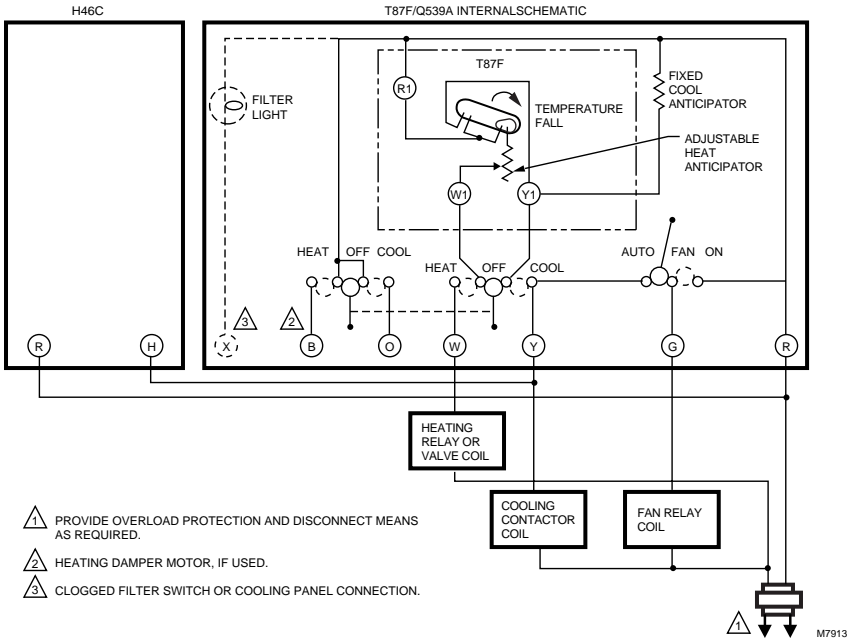 H46C
T87F/Q539A INTERNALSCHEMATIC
T87F
R1
FILTER
LIGHT
TEMPERATURE
FALL
FIXED
COOL
ANTICIPATOR
ADJUSTABLE
HEAT
ANTICIPATOR
W1
Y1
HEAT OFF COOL
HEAT OFF COOL
AUTO FAN ON
3
2
R
H
X
B
O
W
Y
G
R
HEATING
RELAY OR
VALVE COIL
COOLING
CONTACTOR
COIL
FAN RELAY
COIL
1 PROVIDE OVERLOAD PROTECTION AND DISCONNECT MEANS
AS REQUIRED.
2 HEATING DAMPER MOTOR, IF USED.
3 CLOGGED FILTER SWITCH OR COOLING PANEL CONNECTION.
1
M7913